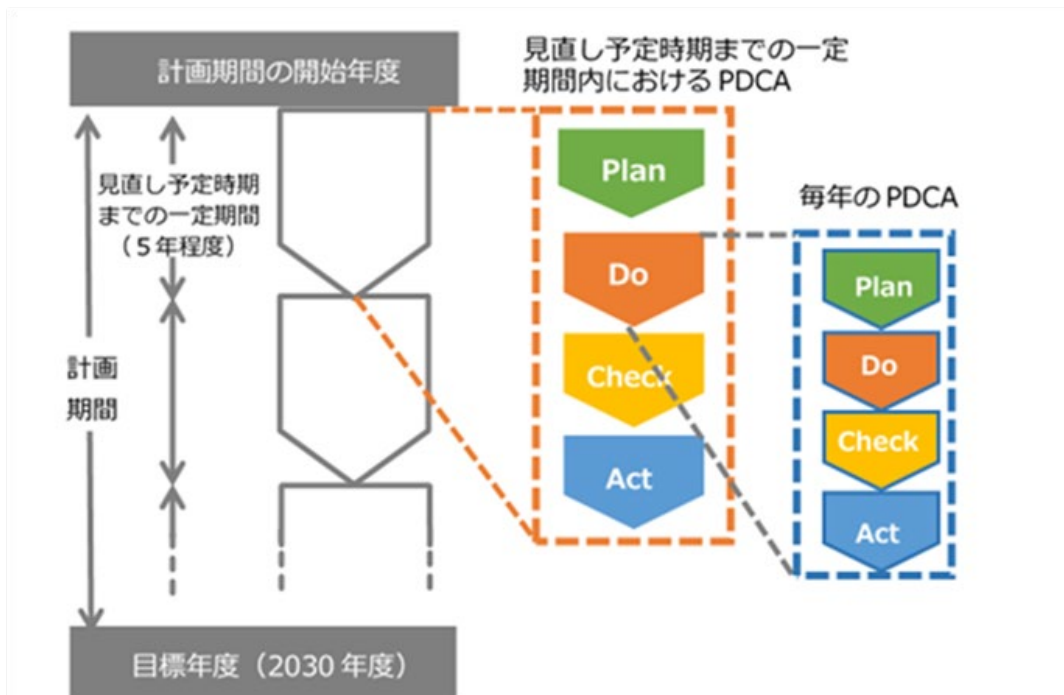 計画期間の開始年度
見直し予定時期
までの一定期間
（５年程度）
計画
期間
目標年度（2030 年度）
見直し予定時期までの一定
期間内における PDCA
Plan
Do
Check
Act
毎年の PDCA
Plan
Do
Check
Act